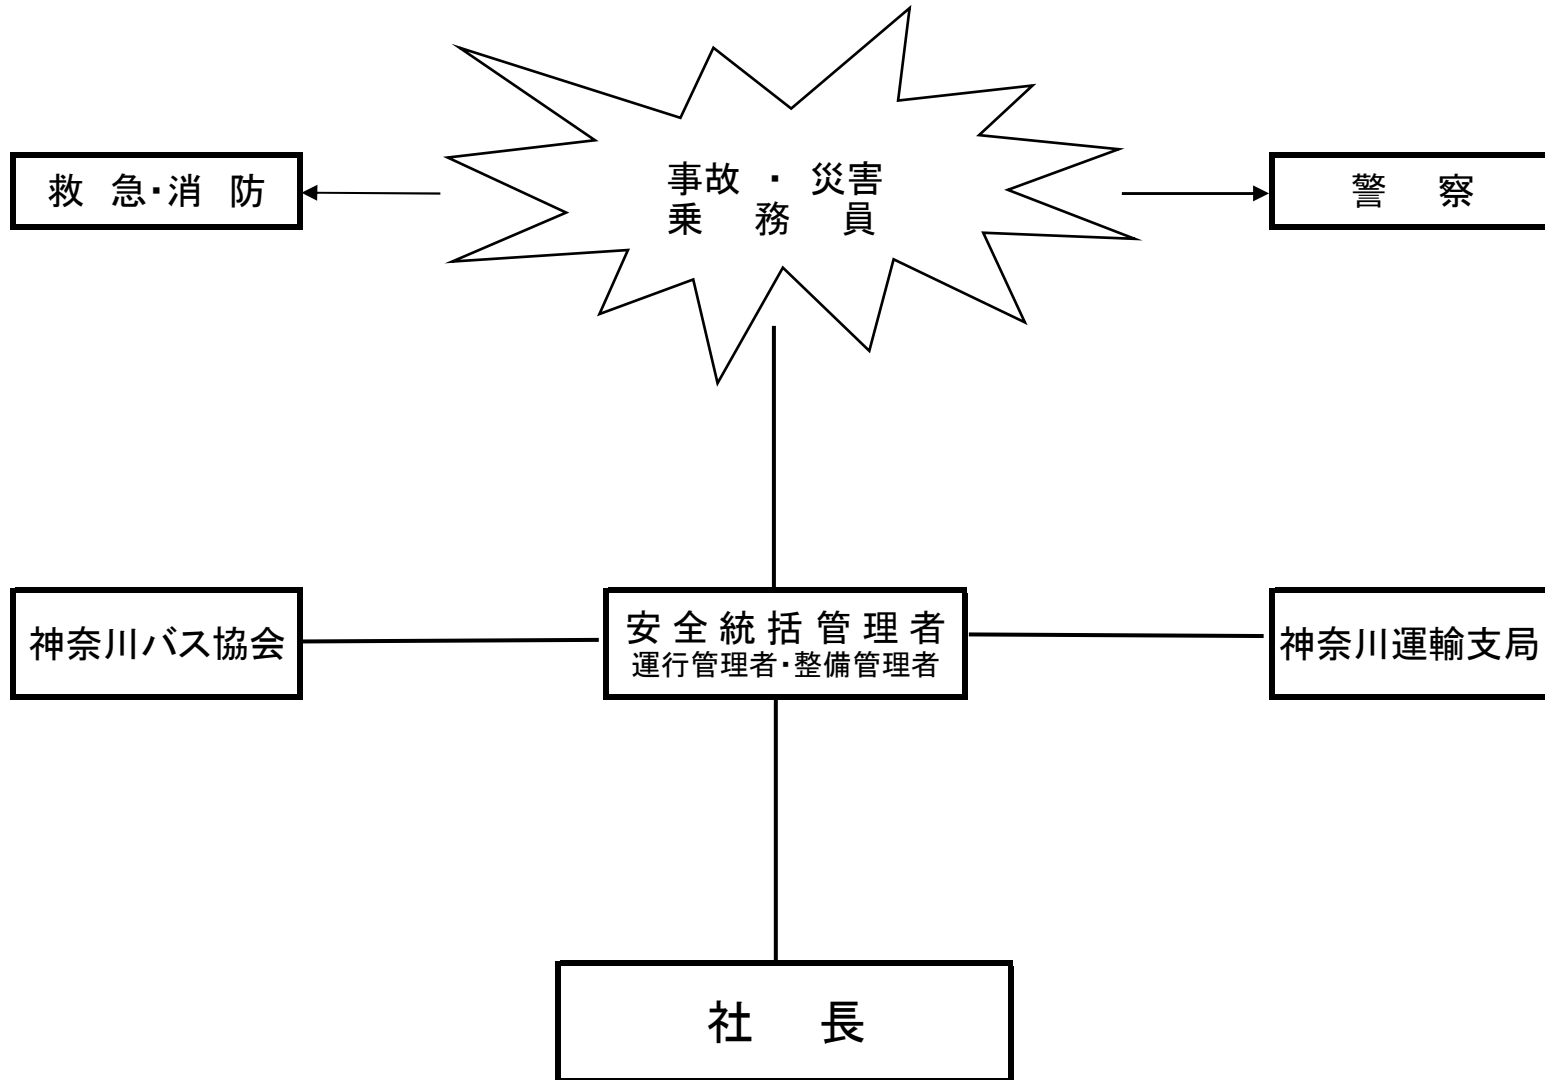 事故 ・ 災害
乗 務 員
救 急・消 防
警 察
神奈川バス協会
安 全 統 括 管 理 者
運行管理者・整備管理者
神奈川運輸支局
社 長